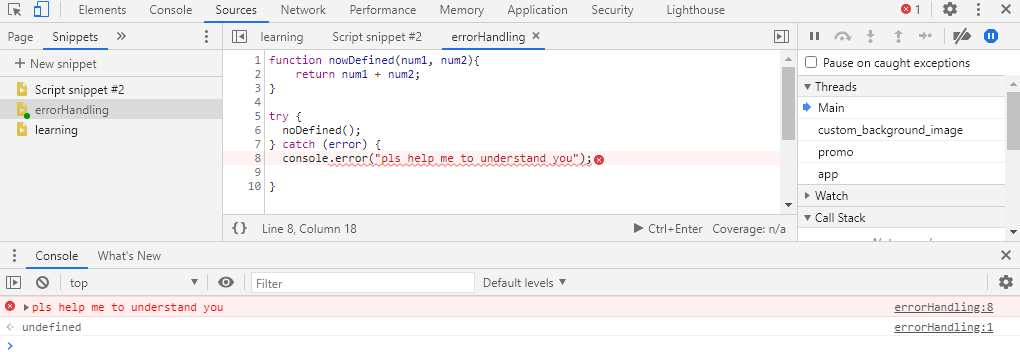 Elements Console Sources Network Performance Memory Application Security Lighthouse 1
Page Snippets
learning Script snippet #2 errorHandling
New snippet
Script snippet #2
errorHandling
learning
1 function nowDefined(num1, num2){
2 return num1 + num2;
3 }
4
5 try {
6 noDefined();
7 } catch (error) {
8 console.error("pls help me to understand you");
9
10 }
{} Line 8, Column 18 Ctrl+Enter Coverage: n/a
Pause on caught exceptions
Threads
Main
custom_background_image
promo
app
Watch
Call Stack
Console What's New
top Filter Default levels
pls help me to understand you errorHandling:8
undefined errorHandling:1